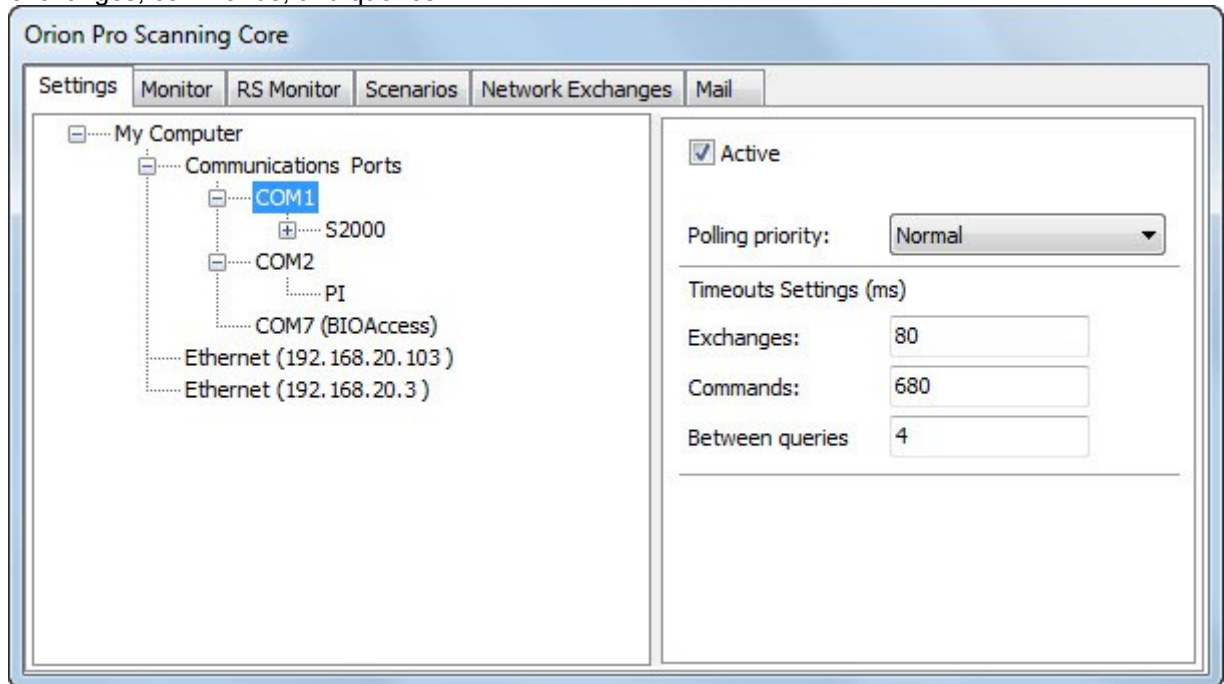 Orion Pro Scanning Core
Settings Monitor RS Monitor Scenarios Network Exchanges Mail
My Computer
Communications Ports
COM1
S2000
COM2
PI
COM7 (BIOAccess)
Ethernet (192.168.20.103 )
Ethernet (192.168.20.3 )
Active
Polling priority: Normal
Timeouts Settings (ms)
Exchanges: 80
Commands: 680
Between queries 4